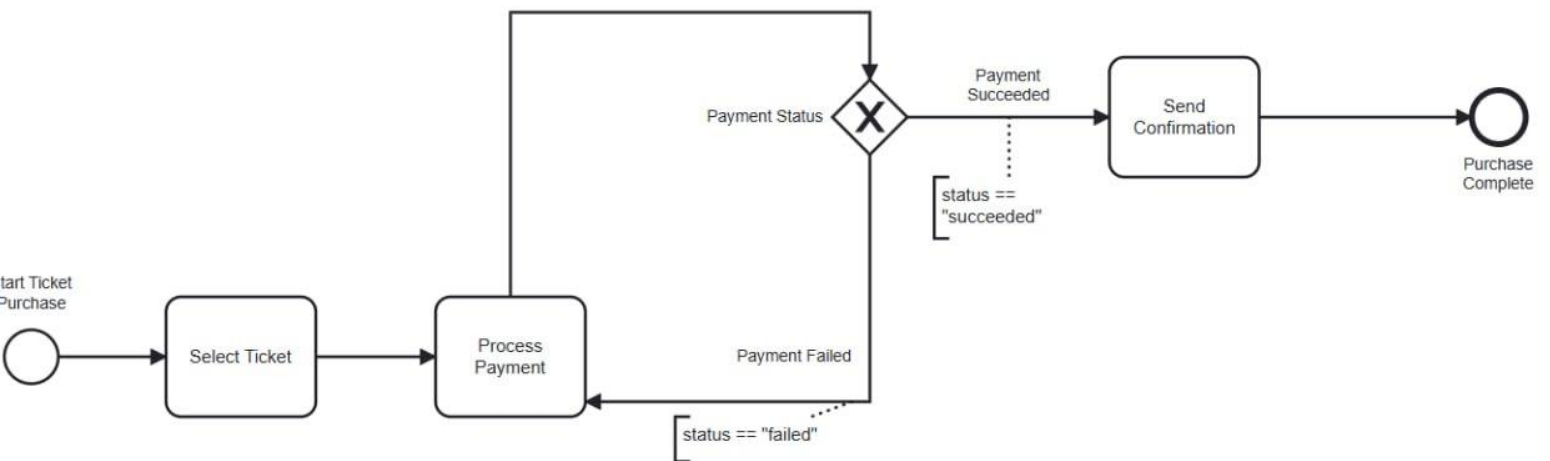 Payment
Succeeded
Payment Status
X
Send
Confirmation
Purchase
Complete
status ==
"succeeded"
tart Ticket
Purchase
Select Ticket
Process
Payment
Payment Failed
status == "failed"